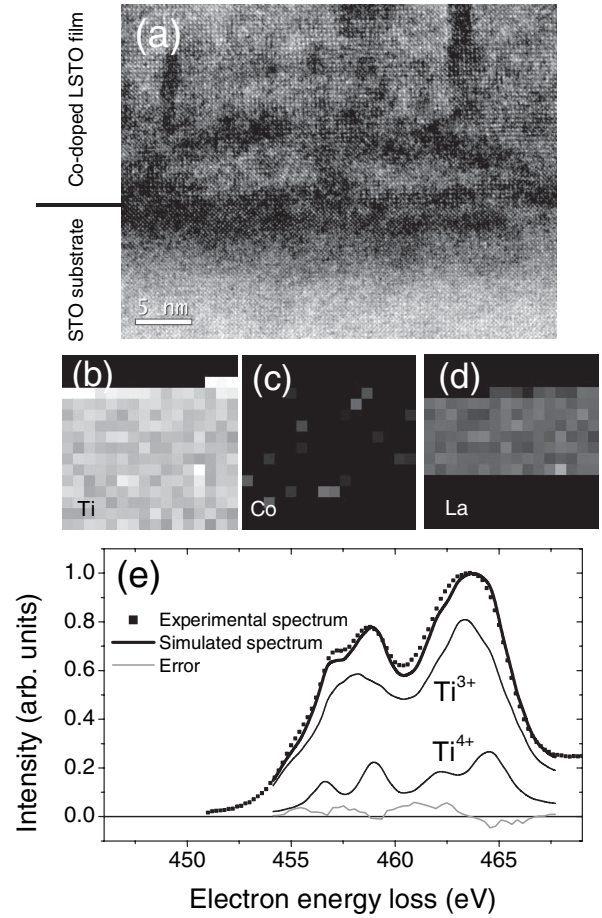 (a)
Co-doped LSTO film
STO substrate
5 nm
(b)
(c)
(d)
Ti
Co
La
(e)
1.0
0.8
0.6
0.4
0.2
0.0
Experimental spectrum
Simulated spectrum
Error
Ti³⁺
Ti⁴⁺
Intensity (arb. units)
450
455
460
465
Electron energy loss (eV)